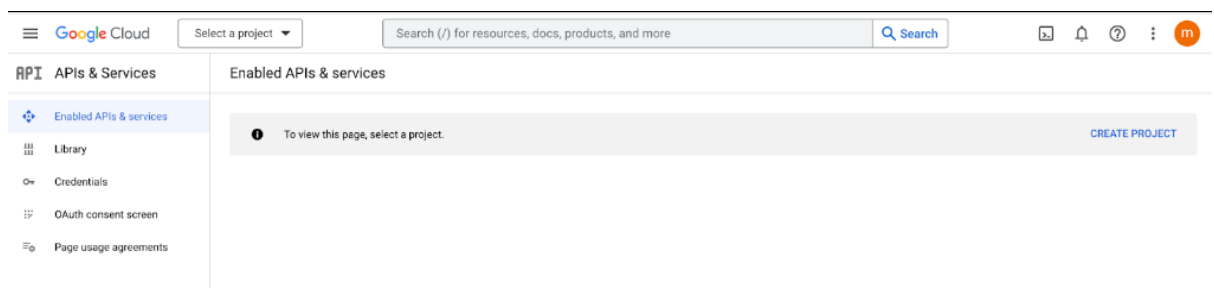 Google Cloud Select a project Search (/) for resources, docs, products, and more Search m
API APIs & Services Enabled APIs & services
Enabled APIs & services
To view this page, select a project. CREATE PROJECT
Library
Credentials
OAuth consent screen
Page usage agreements